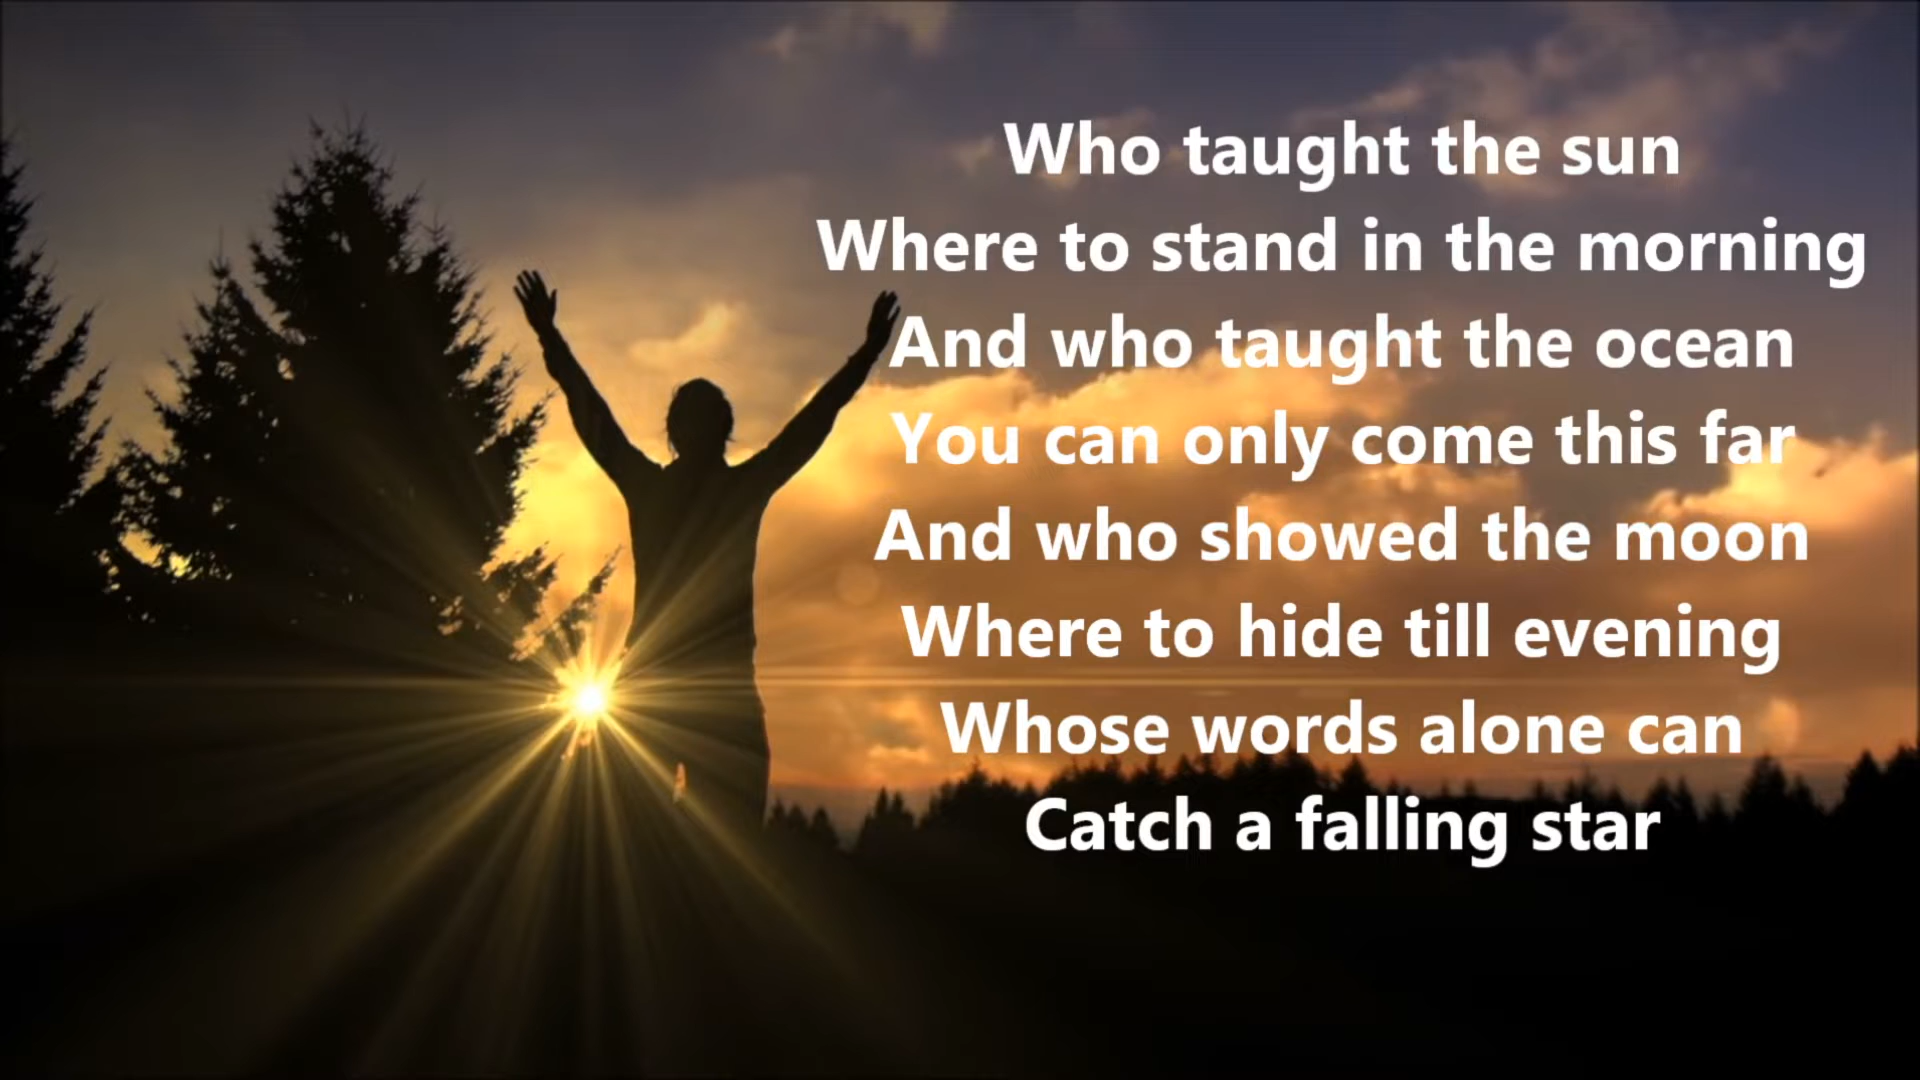 Who taught the sun
Where to stand in the morning
And who taught the ocean
You can only come this far
And who showed the moon
Where to hide till evening
Whose words alone can
Catch a falling star